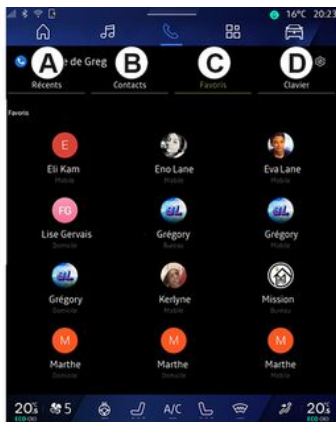 16°C 20:23
A B C D
de Greg
Récents Contacts Favoris Clavier
Favoris
E
Eli Kam Eno Lane Eva Lane
Mobile Mobile Mobile
FG
Lise Gervais Grégory Grégory
Domicile Bureau Mobile
Grégory Kerlyne Mission
Domicile Mobile Bureau
M M M
Marthe Marthe Marthe
Domicile Mobile Mobile
20.5 5 A/C 20.5
ECO ECO